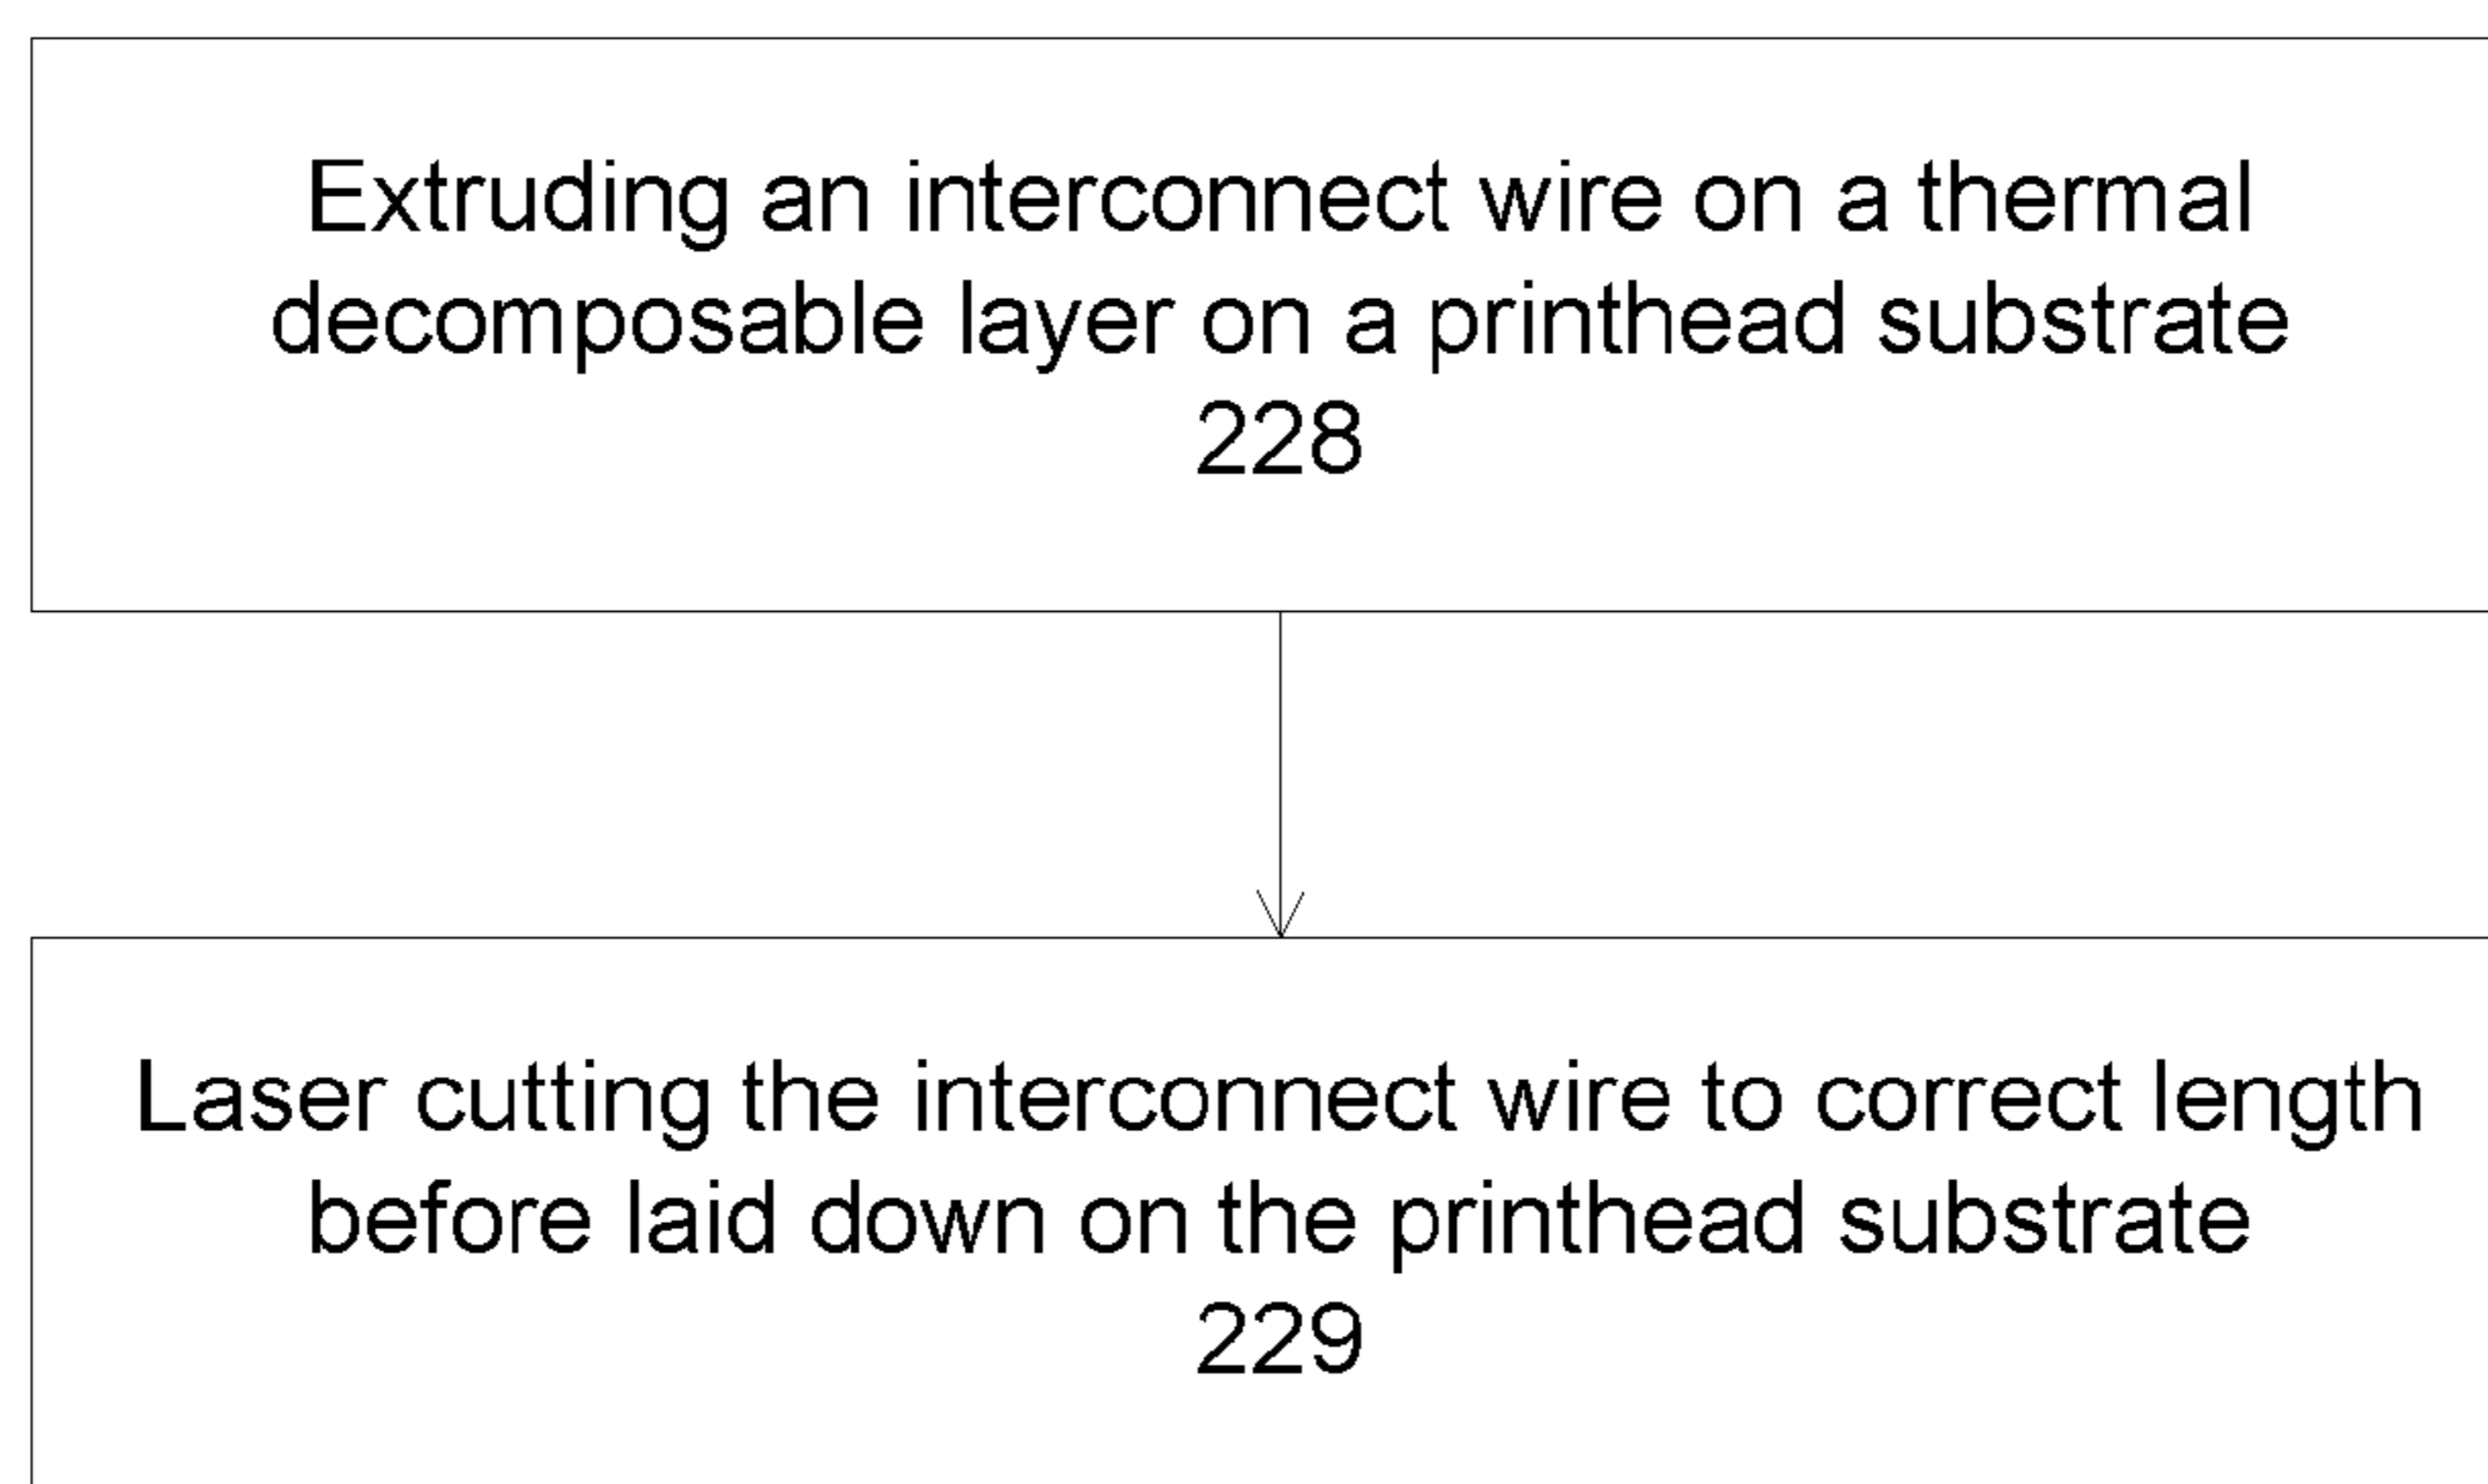 Extruding an interconnect wire on a thermal
decomposable layer on a printhead substrate
228
Laser cutting the interconnect wire to correct length
before laid down on the printhead substrate
229